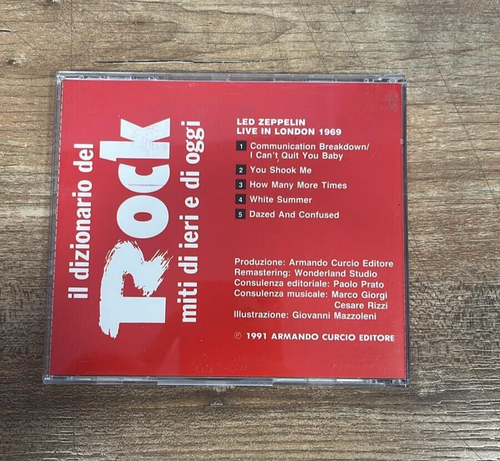 il dizionario del
Rock
miti di ieri e di oggi
LED ZEPPELIN
LIVE IN LONDON 1969
1 Communication Breakdown/
I Can't Quit You Baby
2 You Shook Me
3 How Many More Times
4 White Summer
5 Dazed And Confused
Produzione: Armando Curcio Editore
Remastering: Wonderland Studio
Consulenza editoriale: Paolo Prato
Consulenza musicale: Marco Giorgi
Cesare Rizzi
Illustrazione: Giovanni Mazzoleni
℗ 1991 ARMANDO CURCIO EDITORE